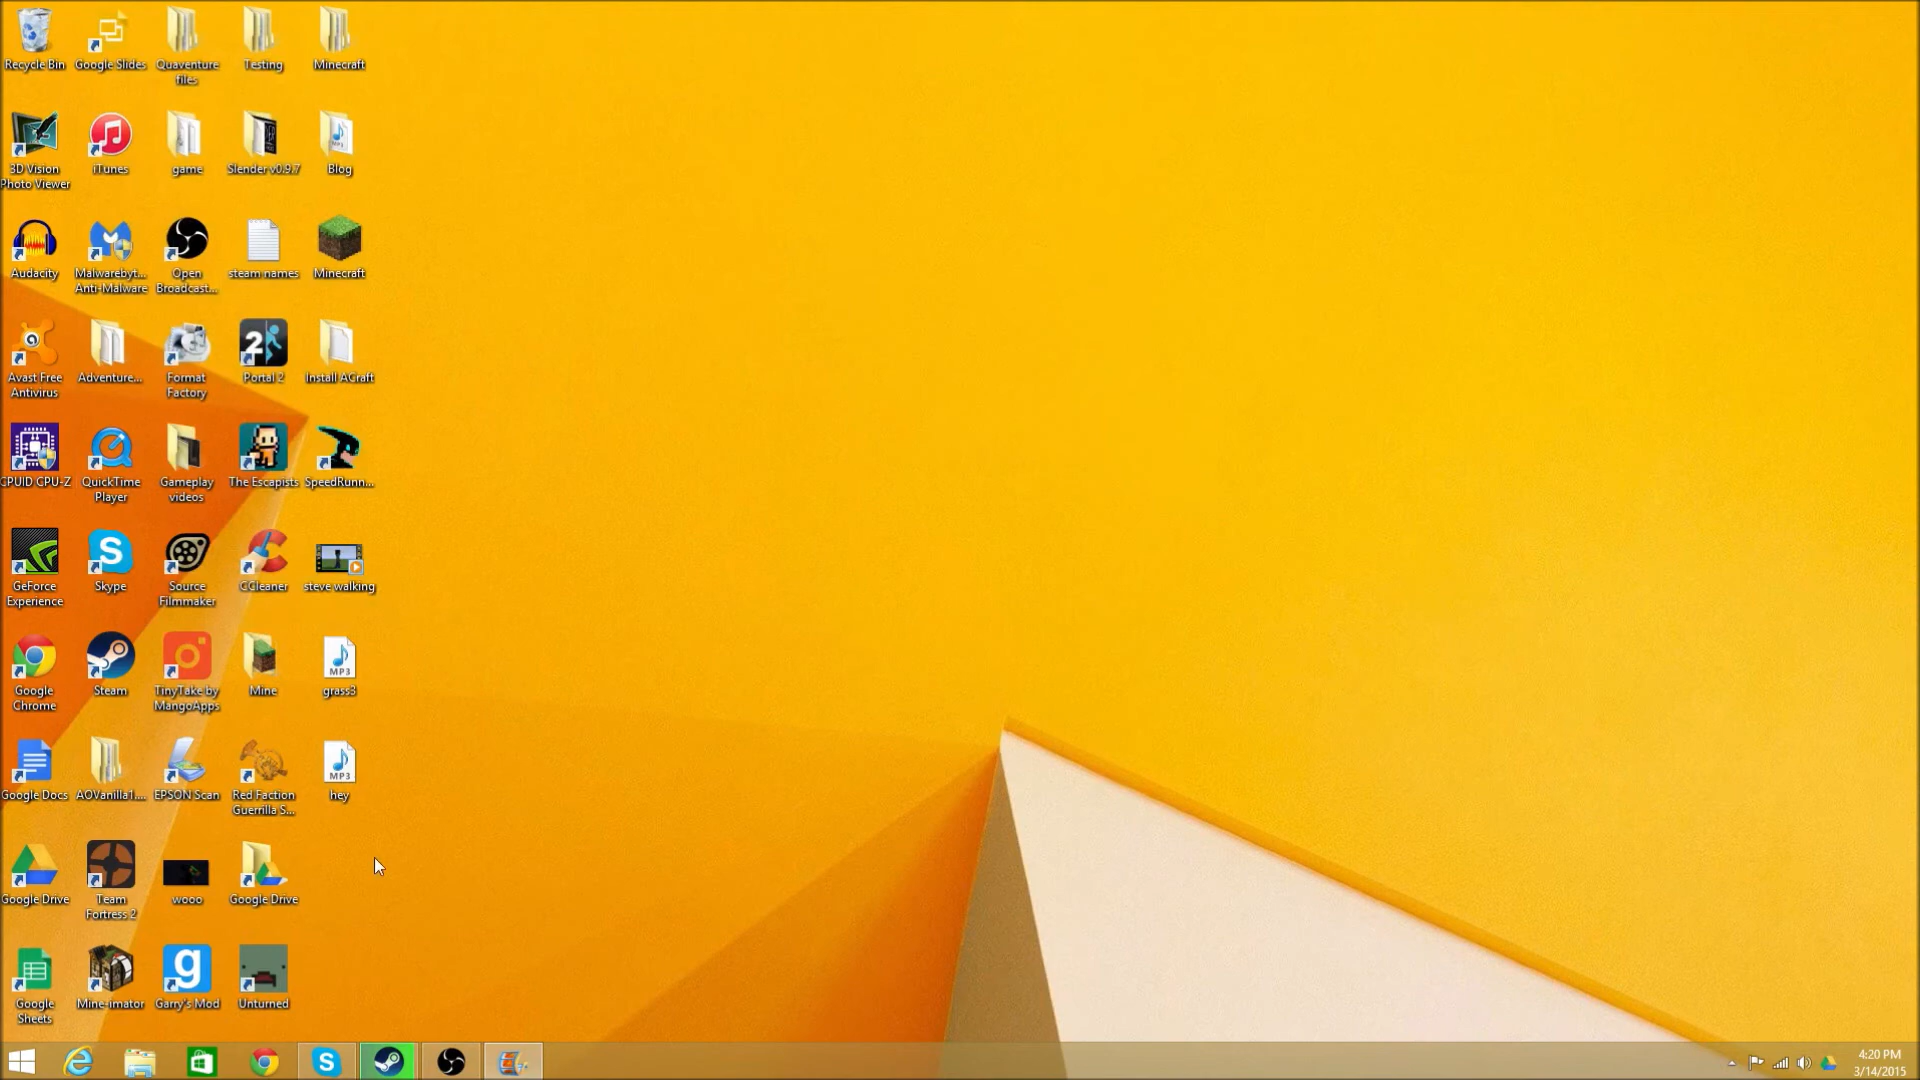 Recycle Bin
Google Slides
Quaventure
files
Testing
Minecraft
3D Vision
Photo Viewer
iTunes
game
Slender v0.9.7
Blog
MP3
Audacity
Malwarebyt...
Anti-Malware
Open
Broadcast...
steam names
Minecraft
Avast Free
Antivirus
Adventure...
Format
Factory
2
Portal 2
Install ACraft
CPUID CPU-Z
QuickTime
Player
Gameplay
videos
The Escapists
SpeedRunn...
GeForce
Experience
S
Skype
Source
Filmmaker
CCleaner
steve walking
Google
Chrome
Steam
TinyTake by
MangoApps
Mine
MP3
grass3
Google Docs
AOVanilla1....
EPSON Scan
Red Faction
Guerrilla S...
MP3
hey
Google Drive
Team
Fortress 2
wooo
Google Drive
Google
Sheets
Mine-imator
g
Garry's Mod
Unturned
S
4:20 PM
3/14/2015